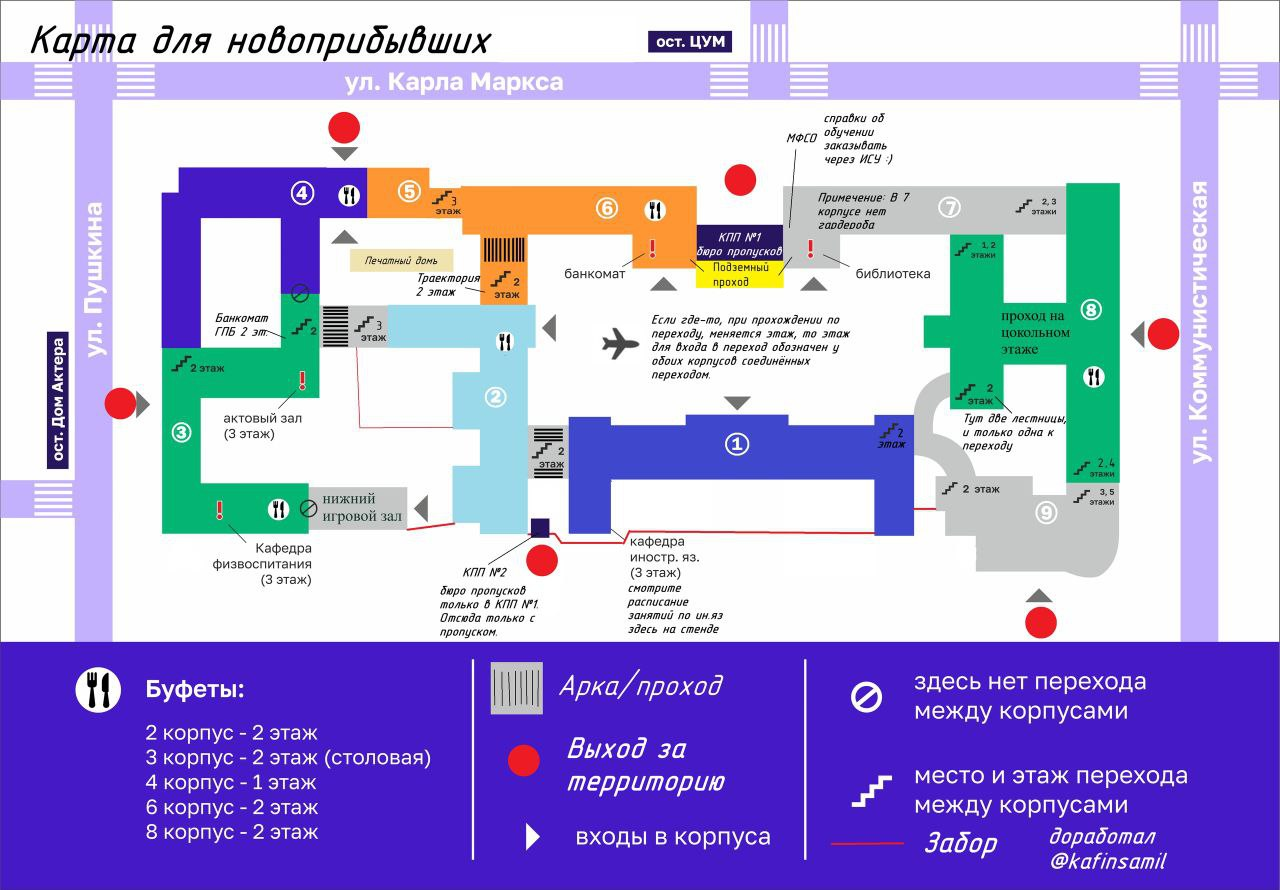 Карта для новоприбывших
ост. ЦУМ
ул. Карла Маркса
ул. Пушкина
ост. Дом Актера
ул. Коммунистическая
справки об
обучении
заказывать
через ИСУ :)
МФСО
4
5
3
этаж
6
Примечание: В 7
корпусе нет
гардероба
7
2, 3
этажи
КПП №1
бюро пропусков
Подземный
проход
банкомат
библиотека
Печатный домъ
Траектория
2 этаж
2
этаж
1, 2
этажи
8
проход на
цокольном
этаже
Банкомат
ГПБ 2 эт.
2
3
этаж
Если где-то, при прохождении по
переходу, меняется этаж, то этаж
для входа в переход обозначен у
обоих корпусов соединённых
переходом.
2 этаж
2
этаж
Тут две лестницы,
и только одна к
переходу
актовый зал
(3 этаж)
3
2
1
2
этаж
2
этаж
2, 4
этажи
3, 5
этажи
2 этаж
9
нижний
игровой зал
Кафедра
физвоспитания
(3 этаж)
КПП №2
бюро пропусков
только в КПП №1.
Отсюда только с
пропуском.
кафедра
иностр. яз.
(3 этаж)
смотрите
расписание
занятий по ин.яз
здесь на стенде
Буфеты:
2 корпус - 2 этаж
3 корпус - 2 этаж (столовая)
4 корпус - 1 этаж
6 корпус - 2 этаж
8 корпус - 2 этаж
Арка/проход
Выход за
территорию
входы в корпуса
здесь нет перехода
между корпусами
место и этаж перехода
между корпусами
Забор
доработал
@kafinsamil